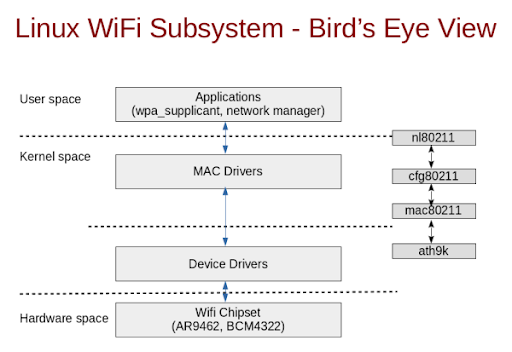 Linux WiFi Subsystem - Bird's Eye View
User space
Applications
(wpa_supplicant, network manager)
nl80211
Kernel space
MAC Drivers
cfg80211
mac80211
ath9k
Device Drivers
Hardware space
Wifi Chipset
(AR9462, BCM4322)